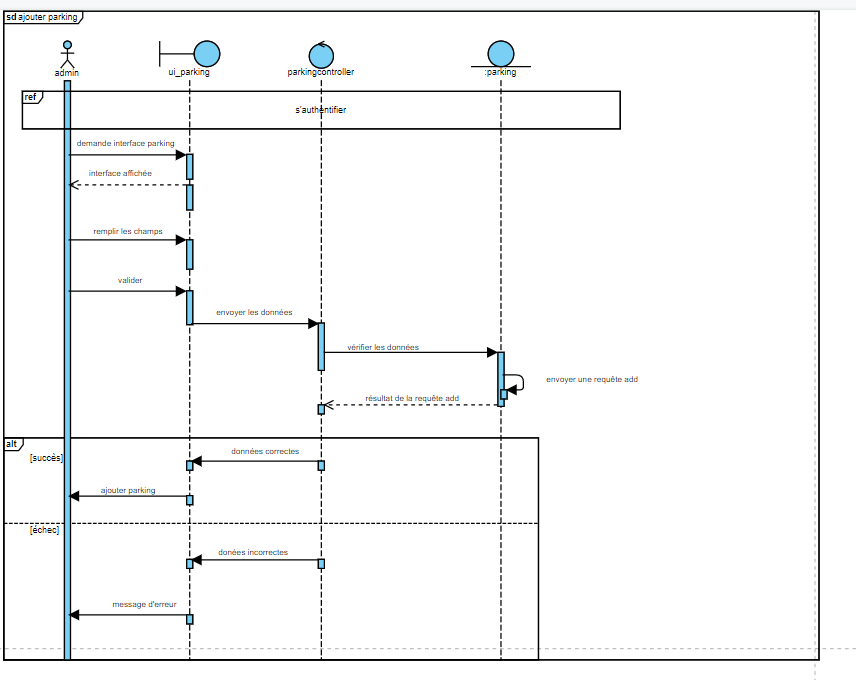 sd ajouter parking
admin
ui_parking
parkingcontroller
:parking
ref
s'authentifier
demande interface parking
interface affichée
remplir les champs
valider
envoyer les données
vérifier les données
envoyer une requête add
résultat de la requête add
alt
[succès]
données correctes
ajouter parking
[échec]
donées incorrectes
message d'erreur